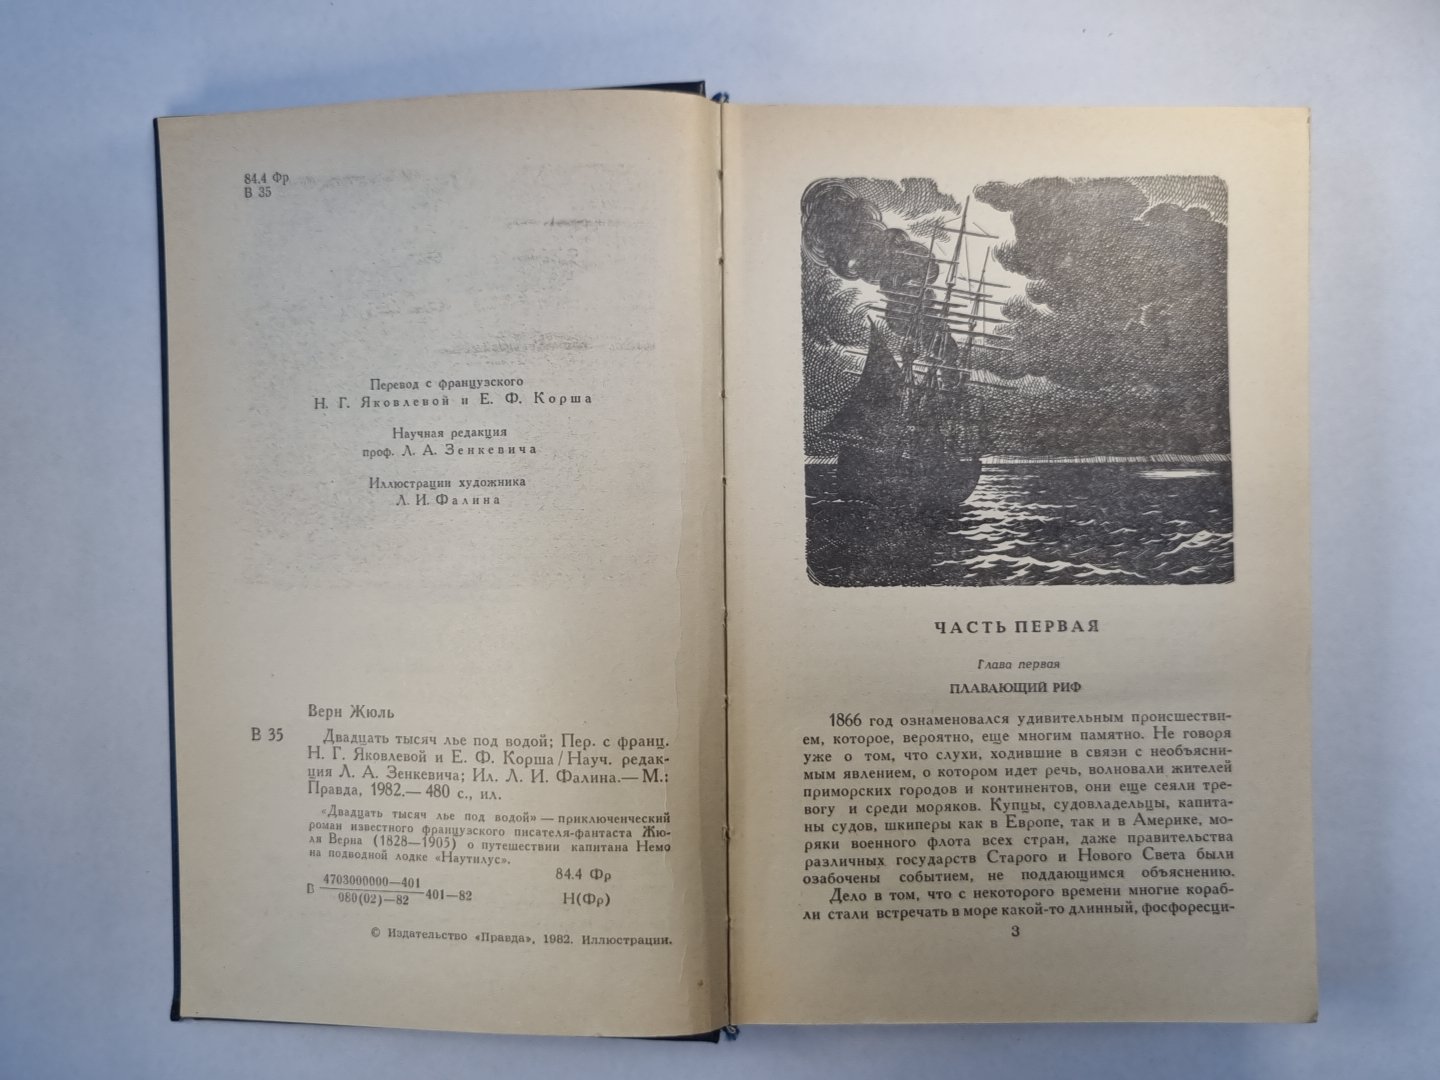 84.4 Фр
В 35
Перевод с французского
Н. Г. Яковлевой и Е. Ф. Корша
Научная редакция
проф. Л. А. Зенкевича
Иллюстрации художника
Л. И. Фалина
Верн Жюль
В 35
Двадцать тысяч лье под водой; Пер. с франц.
Н. Г. Яковлевой и Е. Ф. Корша/Науч. редак-
ция Л. А. Зенкевича; Ил. Л. И. Фалина.— М.:
Правда, 1982.— 480 с., ил.
«Двадцать тысяч лье под водой» — приключенческий
роман известного французского писателя-фантаста Жю-
ля Верна (1828—1905) о путешествии капитана Немо
на подводной лодке «Наутилус».
В 4703000000—401
080(02)—82 401—82
84.4 Фр
Н(Фр)
© Издательство «Правда», 1982. Иллюстрации.
ЧАСТЬ ПЕРВАЯ
Глава первая
ПЛАВАЮЩИЙ РИФ
1866 год ознаменовался удивительным происшестви-
ем, которое, вероятно, еще многим памятно. Не говоря
уже о том, что слухи, ходившие в связи с необъясни-
мым явлением, о котором идет речь, волновали жителей
приморских городов и континентов, они еще сеяли тре-
вогу и среди моряков. Купцы, судовладельцы, капита-
ны судов, шкиперы как в Европе, так и в Америке, мо-
ряки военного флота всех стран, даже правительства
различных государств Старого и Нового Света были
озабочены событием, не поддающимся объяснению.
Дело в том, что с некоторого времени многие кораб-
ли стали встречать в море какой-то длинный, фосфоресци-
3